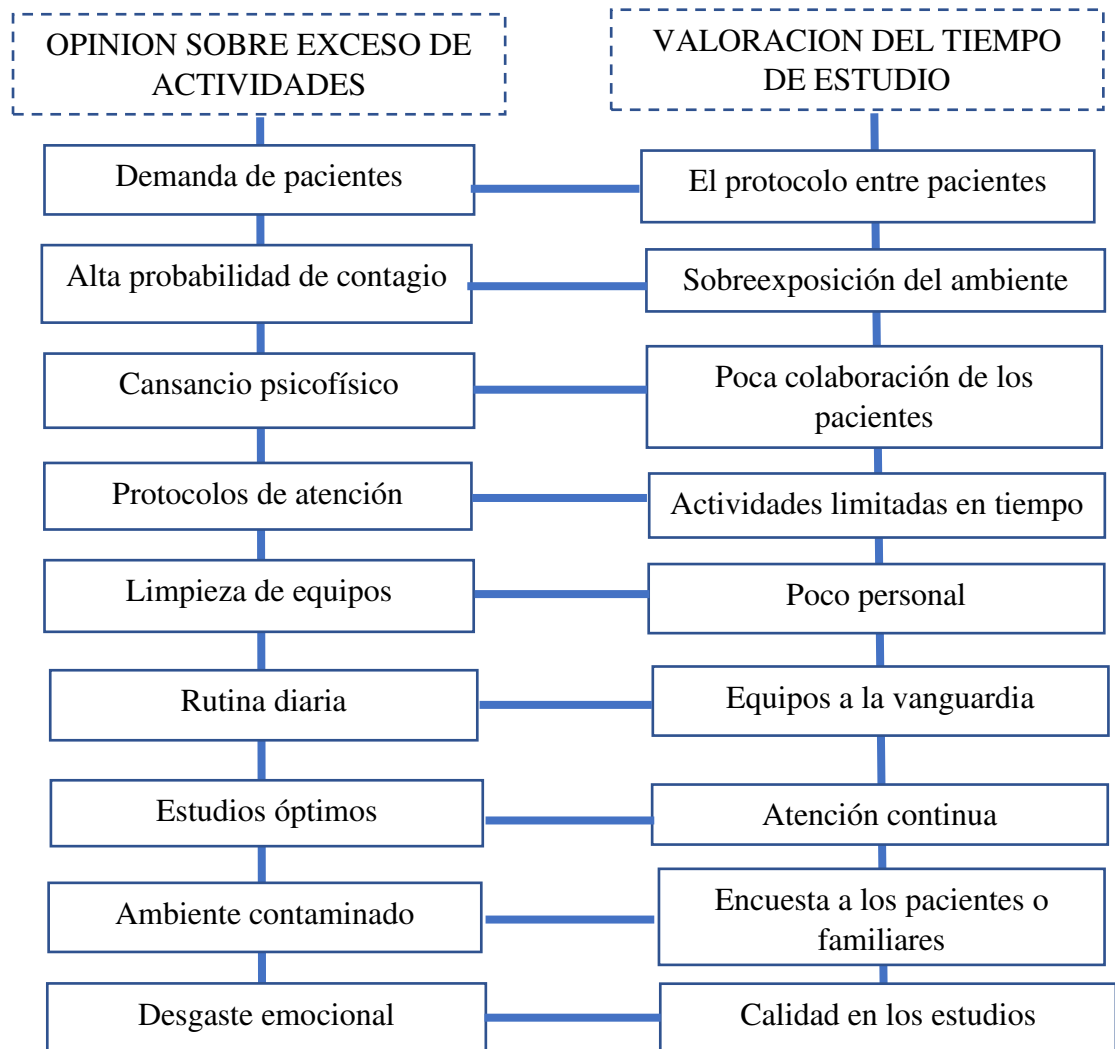 OPINION SOBRE EXCESO DE
ACTIVIDADES
VALORACION DEL TIEMPO
DE ESTUDIO
Demanda de pacientes
El protocolo entre pacientes
Alta probabilidad de contagio
Sobreexposición del ambiente
Cansancio psicofísico
Poca colaboración de los
pacientes
Protocolos de atención
Actividades limitadas en tiempo
Limpieza de equipos
Poco personal
Rutina diaria
Equipos a la vanguardia
Estudios óptimos
Atención continua
Ambiente contaminado
Encuesta a los pacientes o
familiares
Desgaste emocional
Calidad en los estudios